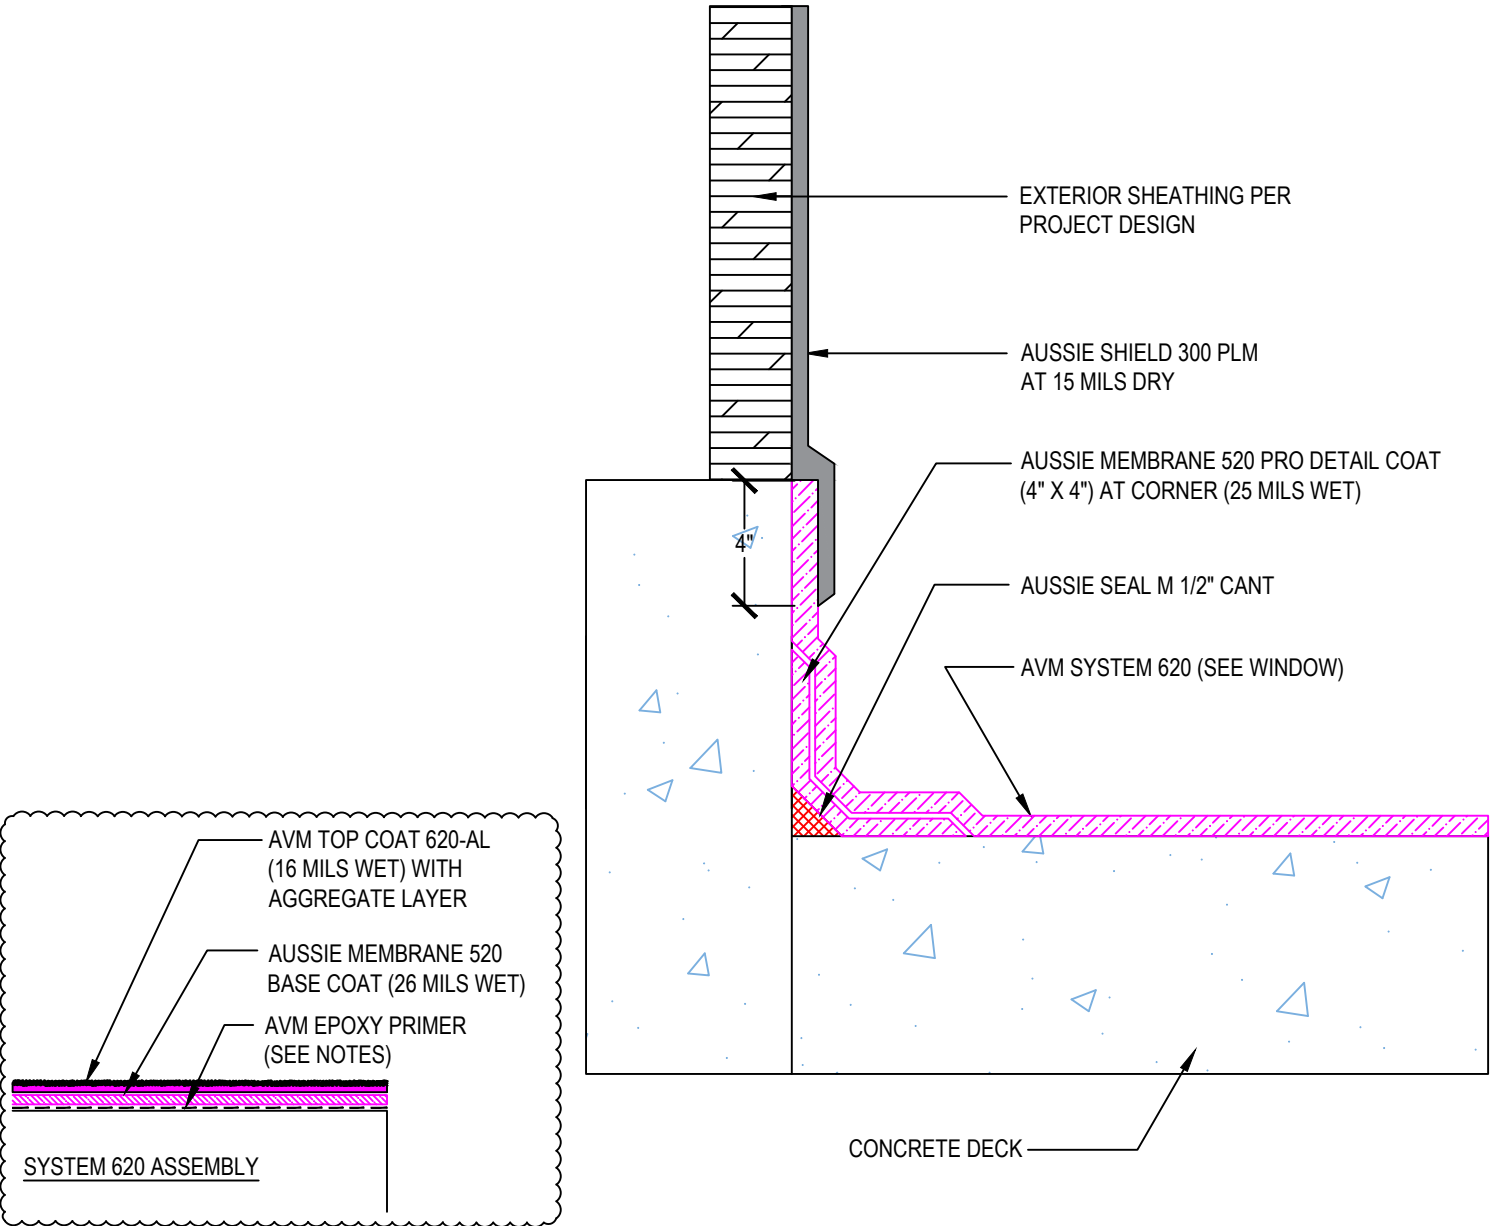 EXTERIOR SHEATHING PER
PROJECT DESIGN
AUSSIE SHIELD 300 PLM
AT 15 MILS DRY
AUSSIE MEMBRANE 520 PRO DETAIL COAT
(4" X 4") AT CORNER (25 MILS WET)
4"
AUSSIE SEAL M 1/2" CANT
AVM SYSTEM 620 (SEE WINDOW)
AVM TOP COAT 620-AL
(16 MILS WET) WITH
AGGREGATE LAYER
AUSSIE MEMBRANE 520
BASE COAT (26 MILS WET)
AVM EPOXY PRIMER
(SEE NOTES)
SYSTEM 620 ASSEMBLY
CONCRETE DECK